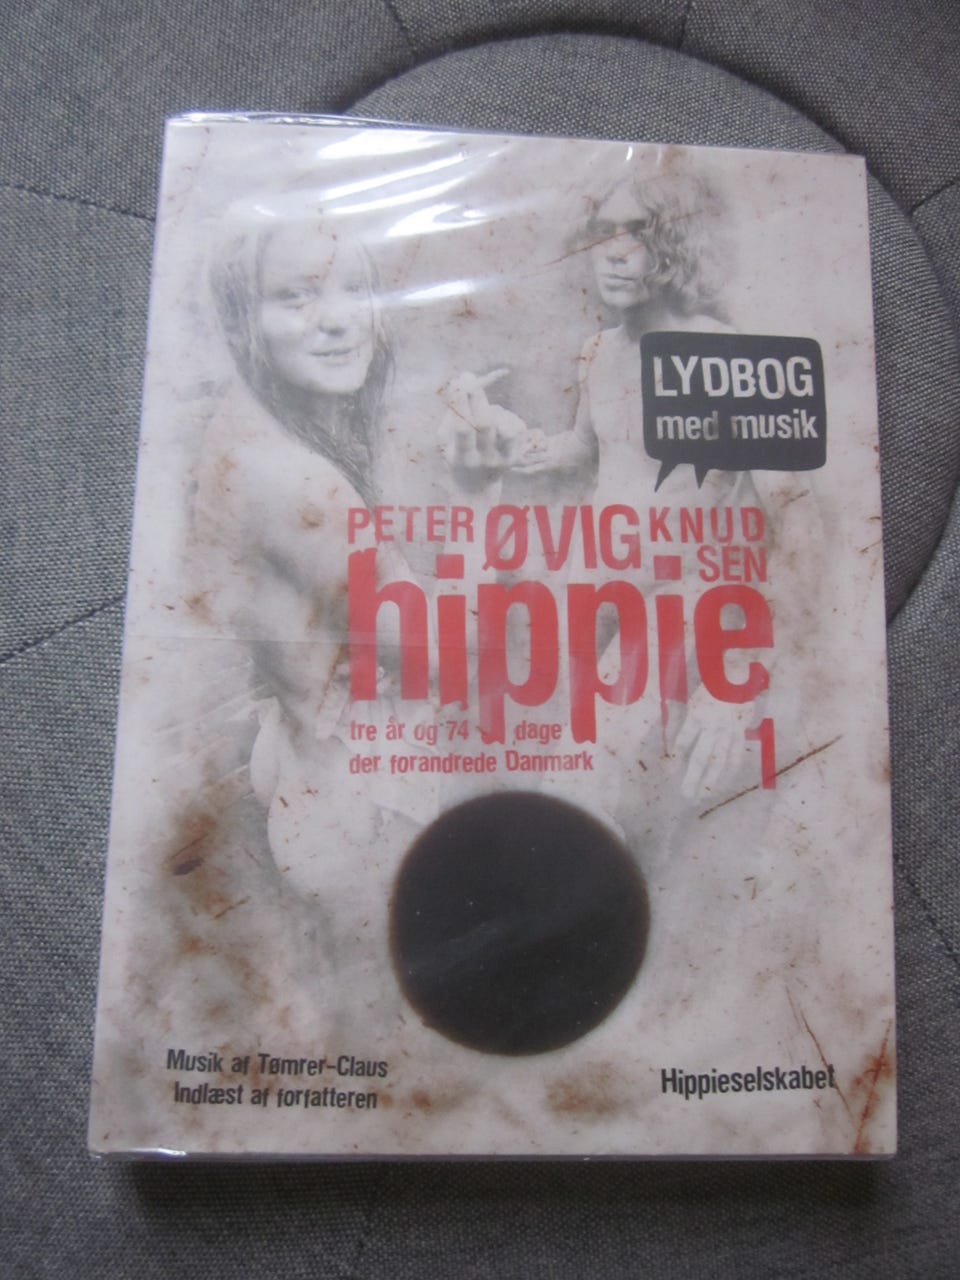 LYDBOG
med musik
PETER ØVIG KNUD
SEN
hippie
1
tre år og 74 dage
der forandrede Danmark
Musik af Tømrer-Claus
Indlæst af forfatteren
Hippieselskabet